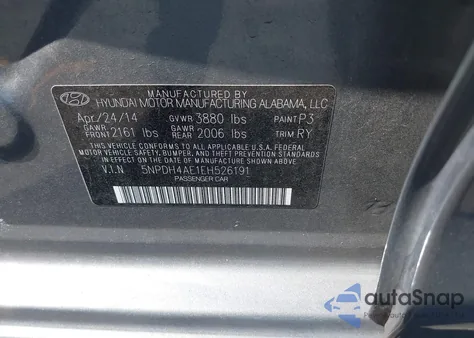 MANUFACTURED BY
HYUNDAI MOTOR MANUFACTURING ALABAMA, LLC
Apr/24/14 GVWR 3880 lbs PAINT P3
GAWR FRONT 2161 lbs GAWR REAR 2006 lbs TRIM RY
THIS VEHICLE CONFORMS TO ALL APPLICABLE U.S.A. FEDERAL
MOTOR VEHICLE SAFETY, BUMPER, AND THEFT PREVENTION
STANDARDS IN EFFECT ON THE DATE OF MANUFACTURE
SHOWN ABOVE.
V.I.N 5NPDH4AE1EH526191
PASSENGER CAR
autoSnap